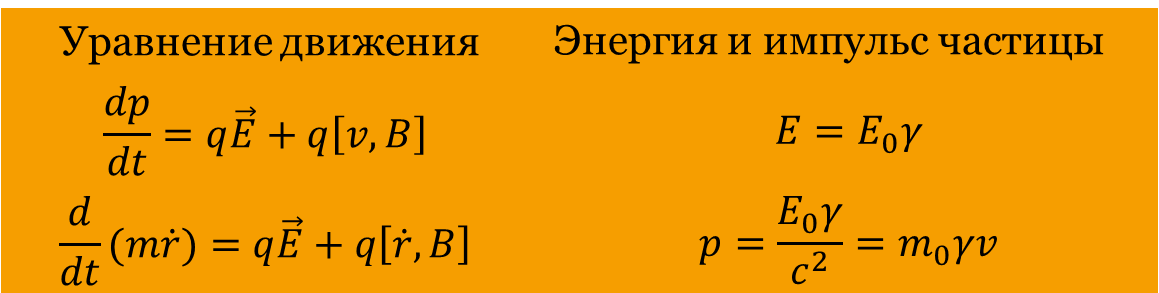 Уравнение движения
Энергия и импульс частицы
dp/dt = qE⃗ + q[v, B]
E = E₀γ
d/dt (mṙ) = qE⃗ + q[ṙ, B]
p = E₀γ/c² = m₀γv